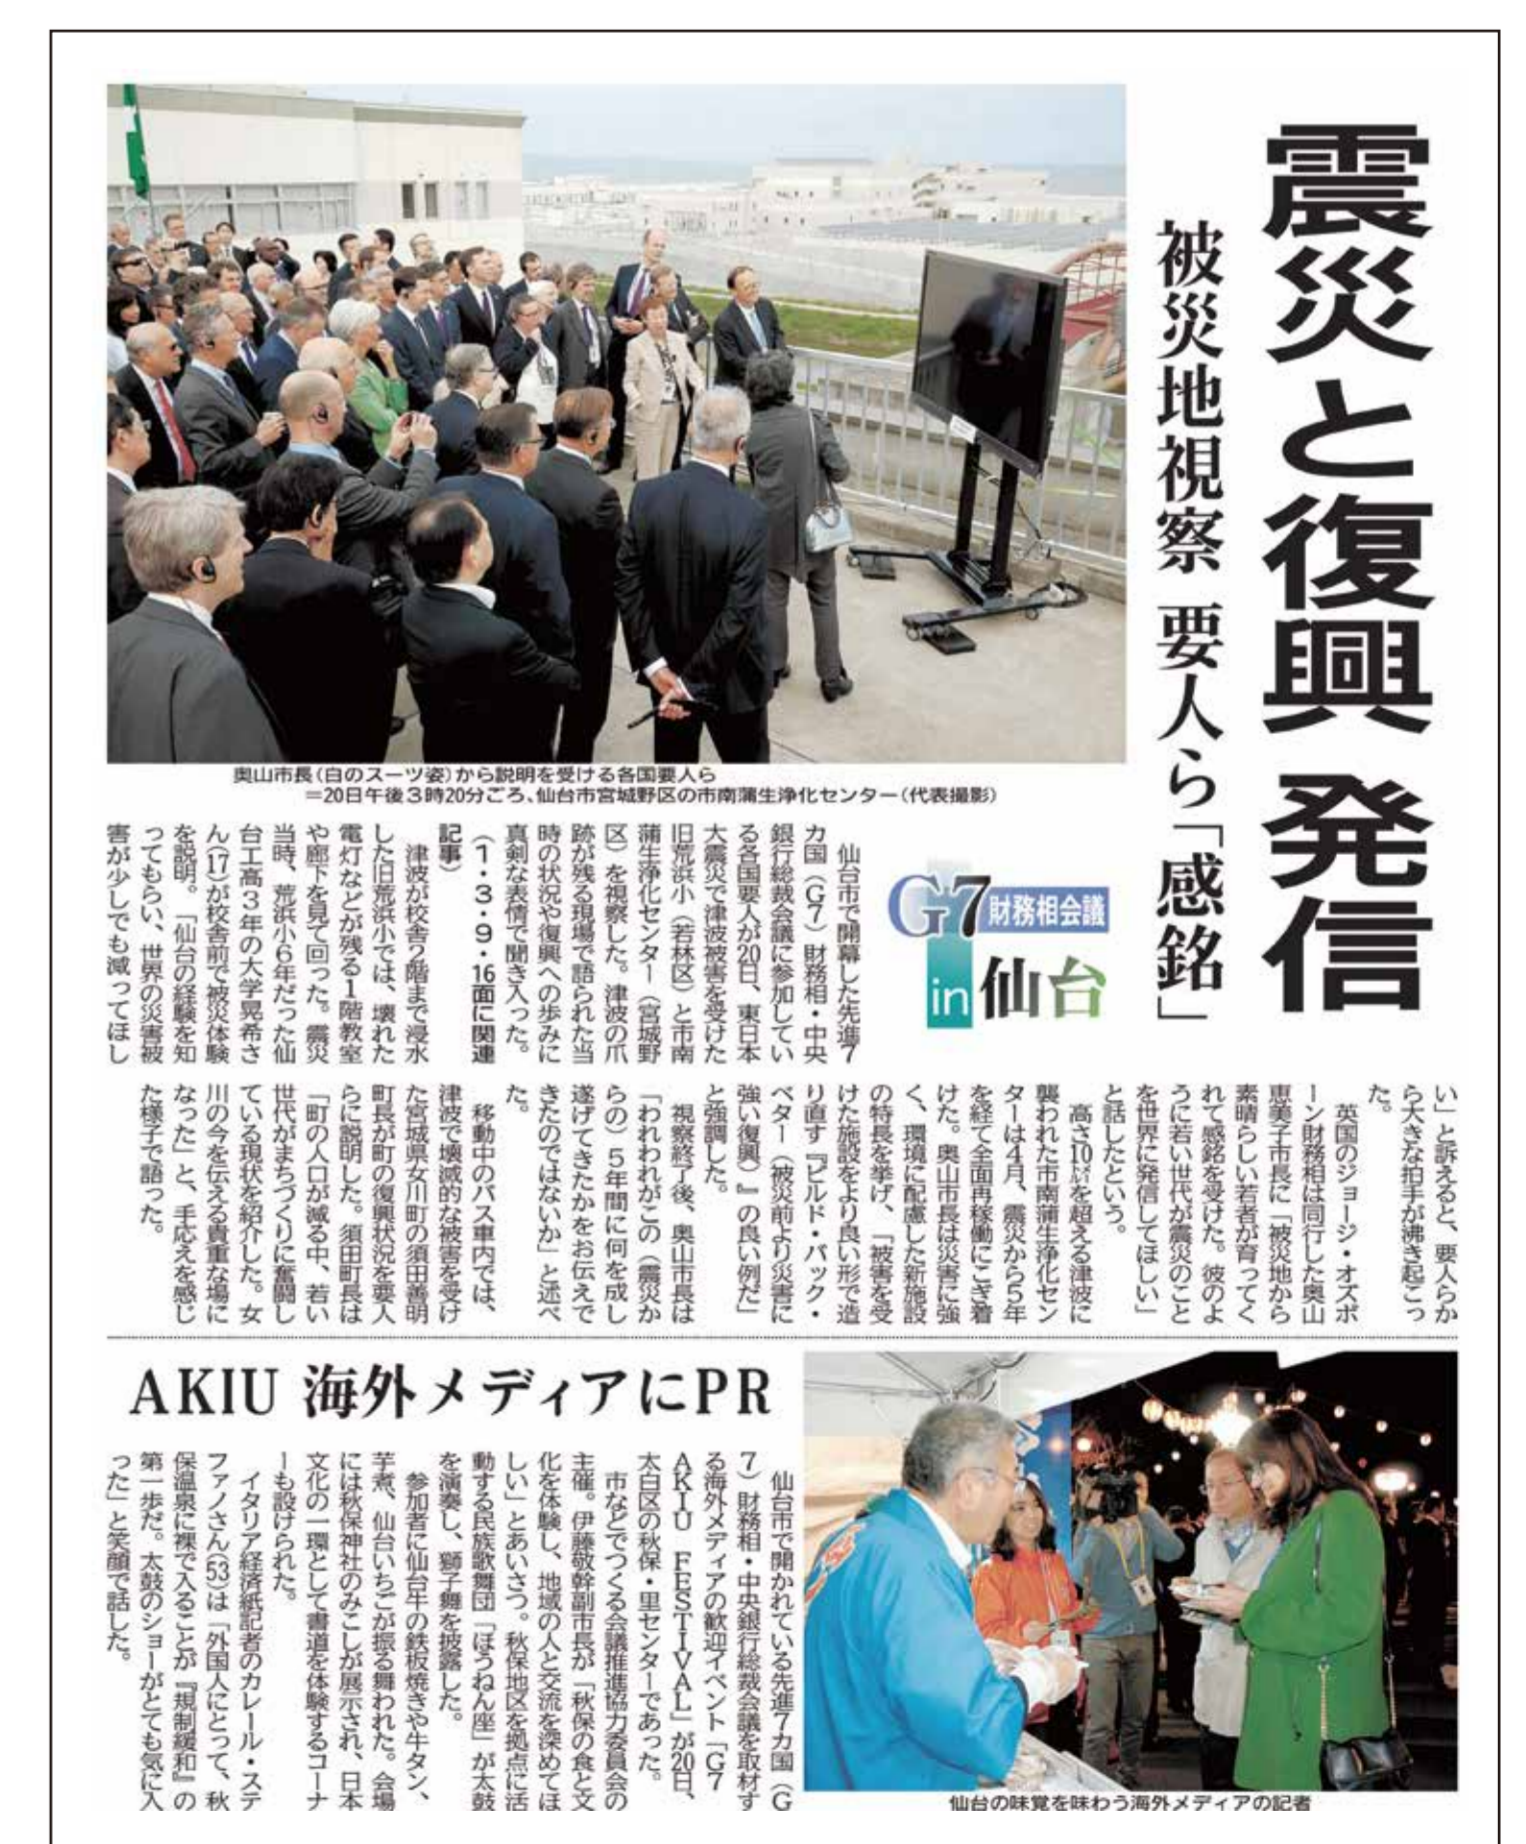 震災と復興 発信
被災地視察 要人ら「感銘」
奥山市長(白のスーツ姿)から説明を受ける各国要人ら
=20日午後3時20分ごろ、仙台市宮城野区の市南蒲生浄化センター(代表撮影)
G7
財務相会議
in
仙台
仙台市で開幕した先進7
カ国(G7)財務相・中央
銀行総裁会議に参加してい
る各国要人が20日、東日本
大震災で津波被害を受けた
旧荒浜小(若林区)と市南
蒲生浄化センター(宮城野
区)を視察した。津波の爪
跡が残る現場で語られた当
時の状況や復興への歩みに
真剣な表情で聞き入った。
(1・3・9・16面に関連
記事)
津波が校舎2階まで浸水
した旧荒浜小では、壊れた
電灯などが残る1階教室
や廊下を見て回った。震災
当時、荒浜小6年だった仙
台工高3年の大学晃希さ
ん(17)が校舎前で被災体験
を説明。「仙台の経験を知
ってもらい、世界の災害被
害が少しでも減ってほし
い」と訴えると、要人らか
ら大きな拍手が沸き起こっ
た。
英国のジョージ・オズボ
ーン財務相は同行した奥山
恵美子市長に「被災地から
素晴らしい若者が育ってく
れて感銘を受けた。彼のよ
うに若い世代が震災のこと
を世界に発信してほしい」
と話したという。
高さ10㍍を超える津波に
襲われた市南蒲生浄化セン
ターは4月、震災から5年
を経て全面再稼働にこぎ着
けた。奥山市長は災害に強
く、環境に配慮した新施設
の特長を挙げ、「被害を受
けた施設をより良い形で造
り直す『ビルド・バック・
ベター(被災前より災害に
強い復興)』の良い例だ」
と強調した。
視察終了後、奥山市長は
「われわれがこの(震災か
らの)5年間に何を成し
遂げてきたかをお伝えで
きたのではないか」と述べ
た。
移動中のバス車内では、
津波で壊滅的な被害を受け
た宮城県女川町の須田善明
町長が町の復興状況を要人
らに説明した。須田町長は
「町の人口が減る中、若い
世代がまちづくりに奮闘し
ている現状を紹介した。女
川の今を伝える貴重な場に
なった」と、手応えを感じ
た様子で語った。
AKIU 海外メディアにPR
仙台市で開かれている先進7カ国(G
7)財務相・中央銀行総裁会議を取材す
る海外メディアの歓迎イベント「G7
AKIU FESTIVAL」が20日、
太白区の秋保・里センターであった。
市などでつくる会議推進協力委員会の
主催。伊藤敬幹副市長が「秋保の食と文
化を体験し、地域の人と交流を深めてほ
しい」とあいさつ。秋保地区を拠点に活
動する民族歌舞団「ほうねん座」が太鼓
を演奏し、獅子舞を披露した。
参加者に仙台牛の鉄板焼きや牛タン、
芋煮、仙台いちごが振る舞われた。会場
には秋保神社のみこしが展示され、日本
文化の一環として書道を体験するコーナ
ーも設けられた。
イタリア経済紙記者のカレール・ステ
ファノさん(53)は「外国人にとって、秋
保温泉に裸で入ることが『規制緩和』の
第一歩だ。太鼓のショーがとても気に入
った」と笑顔で話した。
仙台の味覚を味わう海外メディアの記者